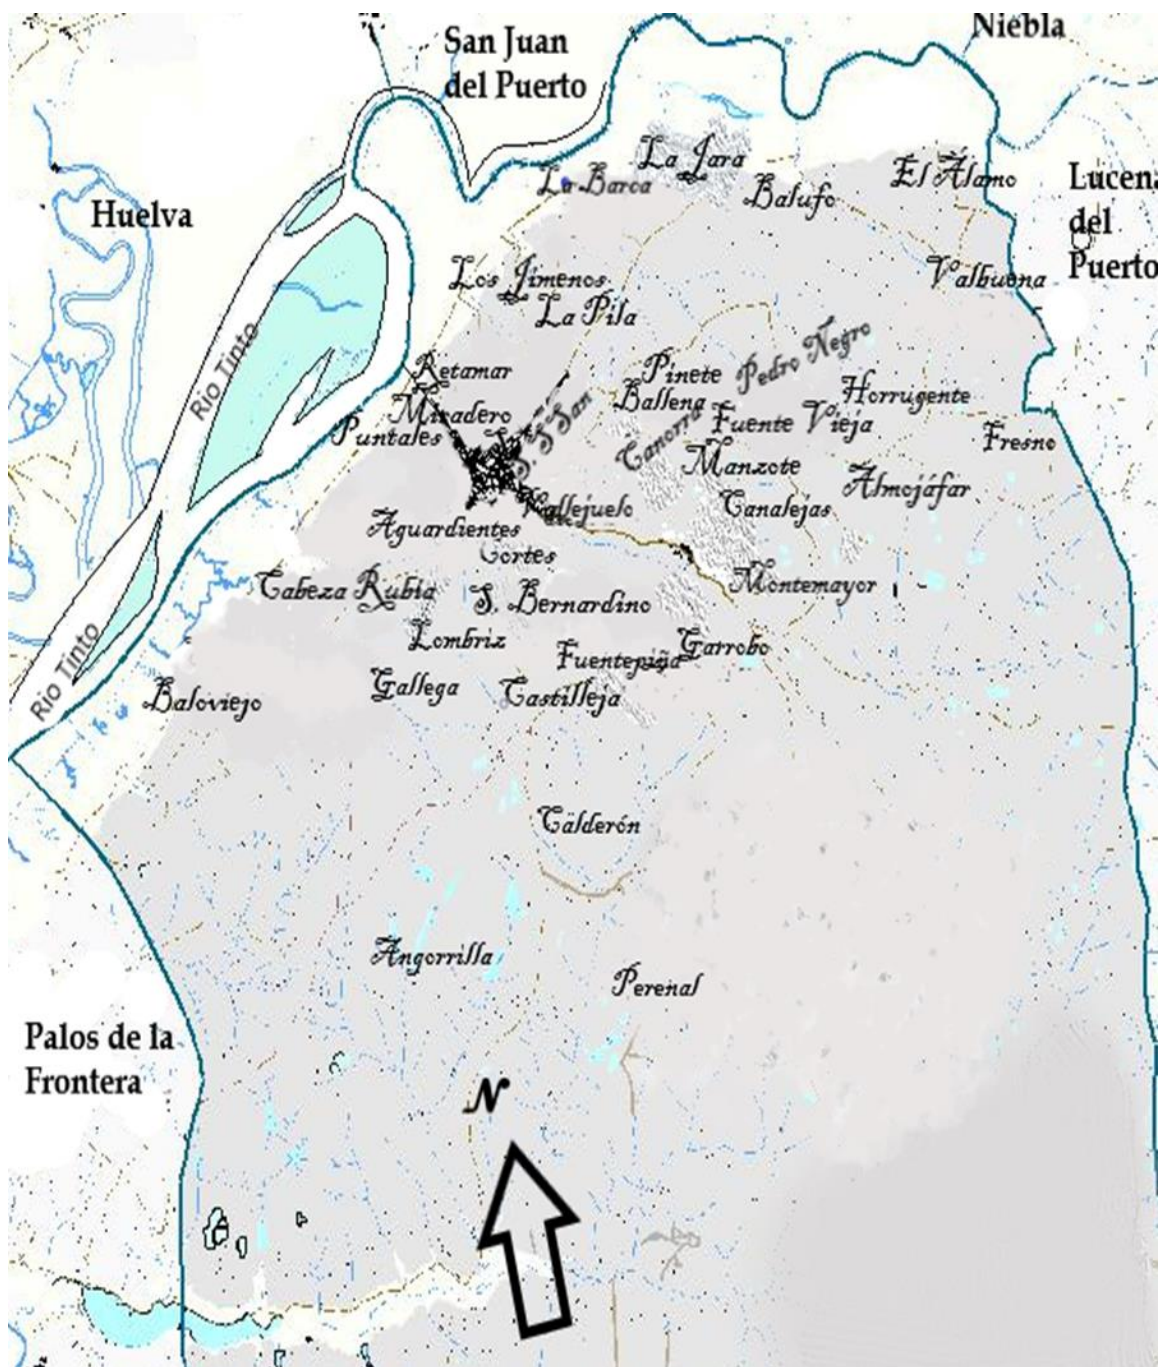 Niebla
San Juan
del Puerto
La Jara
La Barca
Balufo
El Álamo
Lucena
del
Puerto
Huelva
Los Jimenos
La Pila
Valbuena
Rio Tinto
Retamar
Pinete
Pedro Negro
Ballena
Horrugente
Miradero
Puntales
S. S San
Canorra
Fuente Vieja
Fresno
Manzote
Almojáfar
Vallejuelo
Canalejas
Aguardientes
Cortes
Cabeza Rubia
S. Bernardino
Montemayor
Lombriz
Garrobo
Fuentepiña
Rio Tinto
Gallega
Castilleja
Baloviejo
Calderón
Angorrilla
Perenal
Palos de la
Frontera
N